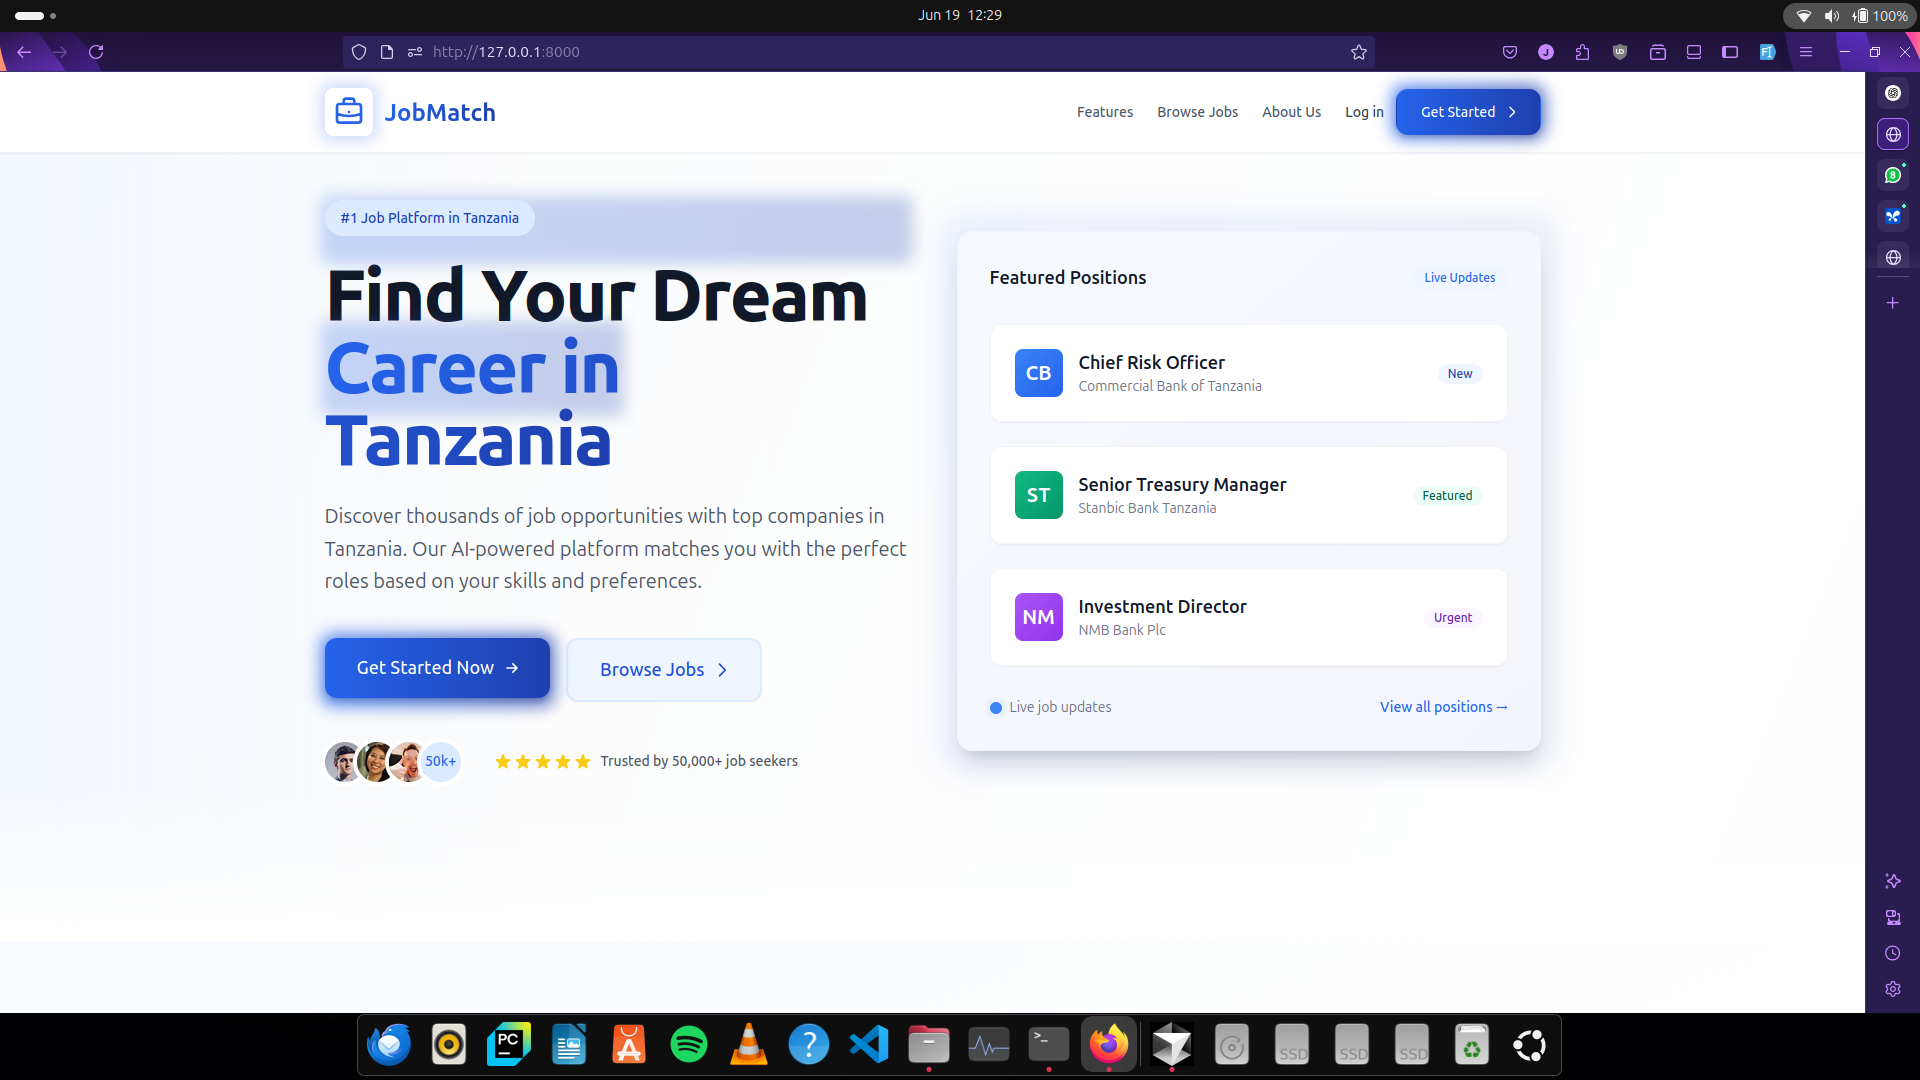 Jun 19 12:29
100%
http://127.0.0.1:8000
JobMatch
Features
Browse Jobs
About Us
Log in
Get Started
#1 Job Platform in Tanzania
Find Your Dream
Career in
Tanzania
Discover thousands of job opportunities with top companies in
Tanzania. Our AI-powered platform matches you with the perfect
roles based on your skills and preferences.
Get Started Now →
Browse Jobs
50k+
Trusted by 50,000+ job seekers
Featured Positions
Live Updates
CB
Chief Risk Officer
Commercial Bank of Tanzania
New
ST
Senior Treasury Manager
Stanbic Bank Tanzania
Featured
NM
Investment Director
NMB Bank Plc
Urgent
Live job updates
View all positions →
J
8
PC
>_
SSD
SSD
SSD